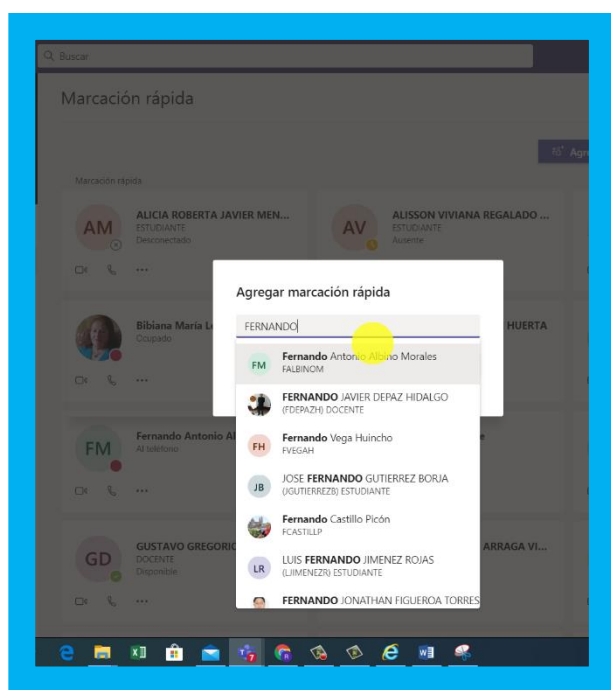 Buscar
Marcación rápida
Agre
Marcación rápida
AM
ALICIA ROBERTA JAVIER MEN...
ESTUDIANTE
Desconectado
AV
ALISSON VIVIANA REGALADO ...
ESTUDIANTE
Ausente
...
Agregar marcación rápida
FERNANDO
Bibiana María Le
Ocupado
HUERTA
...
FM
Fernando Antonio Albino Morales
FALBINOM
FERNANDO JAVIER DEPAZ HIDALGO
(FDEPAZH) DOCENTE
FM
Fernando Antonio Al
Al teléfono
e
...
FH
Fernando Vega Huincho
FVEGAH
JB
JOSE FERNANDO GUTIERREZ BORJA
(JGUTIERREZB) ESTUDIANTE
Fernando Castillo Picón
FCASTILLP
GD
GUSTAVO GREGORIO
DOCENTE
Disponible
ARRAGA VI...
...
LR
LUIS FERNANDO JIMENEZ ROJAS
(LJIMENEZR) ESTUDIANTE
FERNANDO JONATHAN FIGUEROA TORRES